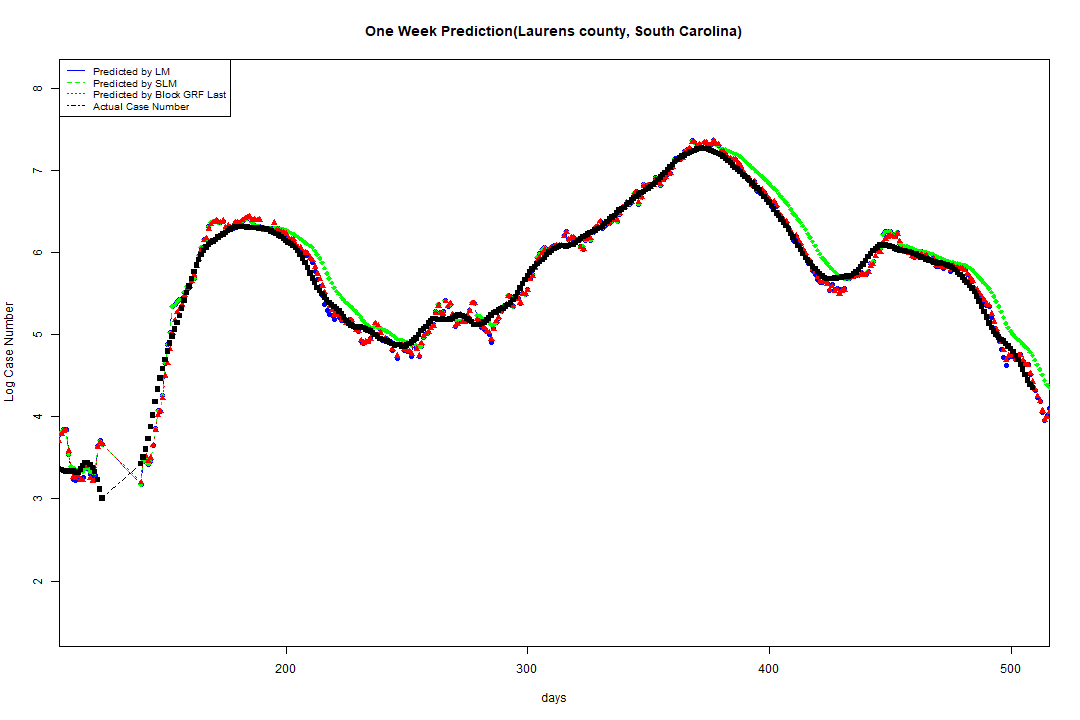 One Week Prediction(Laurens county, South Carolina)
Predicted by LM
Predicted by SLM
Predicted by Block GRF Last
Actual Case Number
8
7
6
5
4
3
2
Log Case Number
200 300 400 500
days